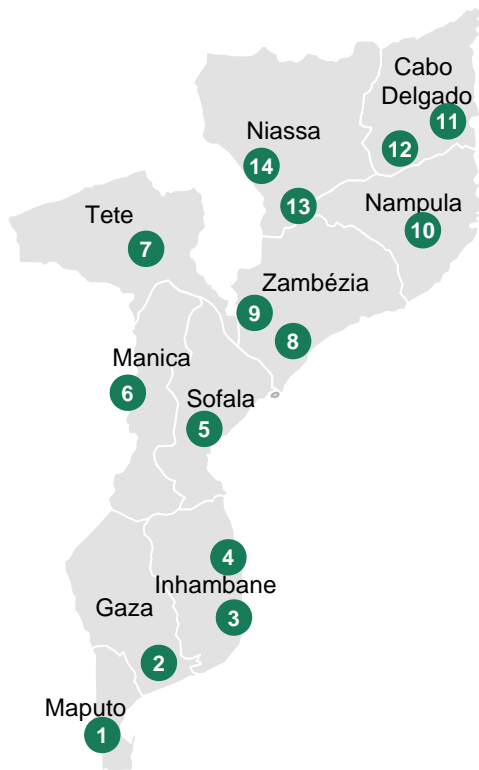 Cabo
Delgado
11
Niassa
12
14
13
Nampula
10
Tete
7
Zambézia
9
8
Manica
6
Sofala
5
4
Inhambane
Gaza
3
2
Maputo
1